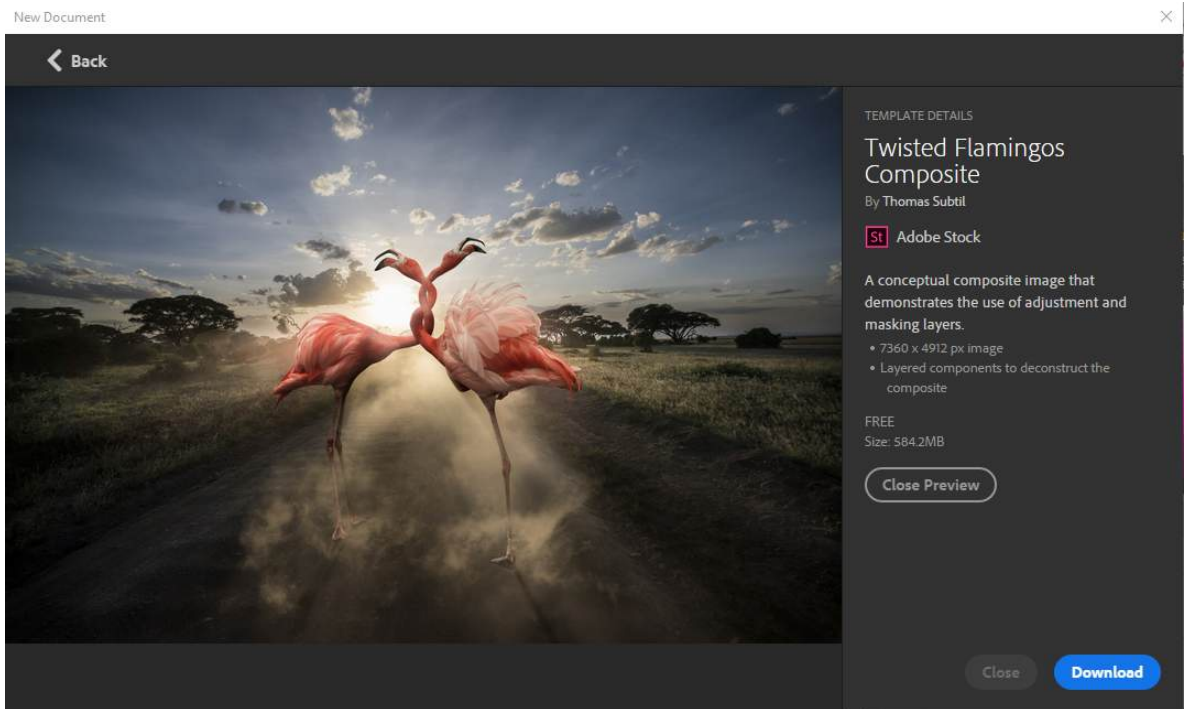 New Document
Back
TEMPLATE DETAILS
Twisted Flamingos
Composite
By Thomas Subtil
St Adobe Stock
A conceptual composite image that
demonstrates the use of adjustment and
masking layers.
• 7360 x 4912 px image
• Layered components to deconstruct the
composite
FREE
Size: 584.2MB
Close Preview
Close
Download